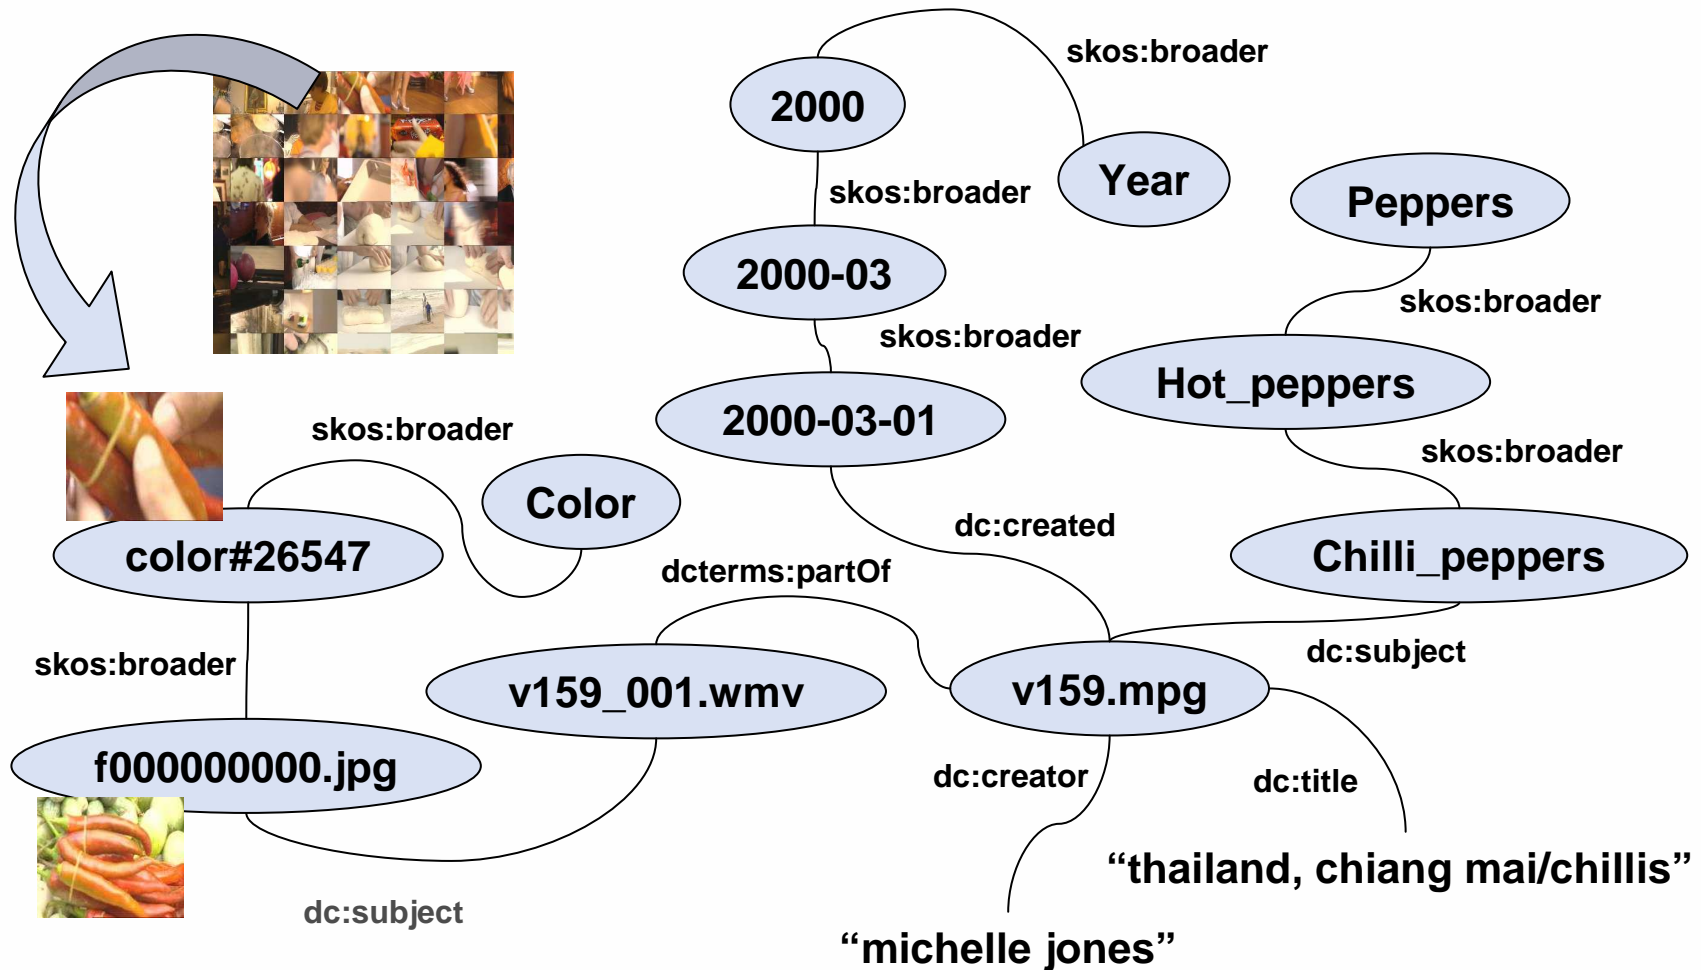 skos:broader
2000
Year
skos:broader
Peppers
2000-03
skos:broader
skos:broader
Hot_peppers
2000-03-01
skos:broader
skos:broader
Color
dc:created
color#26547
Chilli_peppers
dcterms:partOf
skos:broader
dc:subject
v159_001.wmv
v159.mpg
f000000000.jpg
dc:creator
dc:title
“thailand, chiang mai/chillis”
dc:subject
“michelle jones”